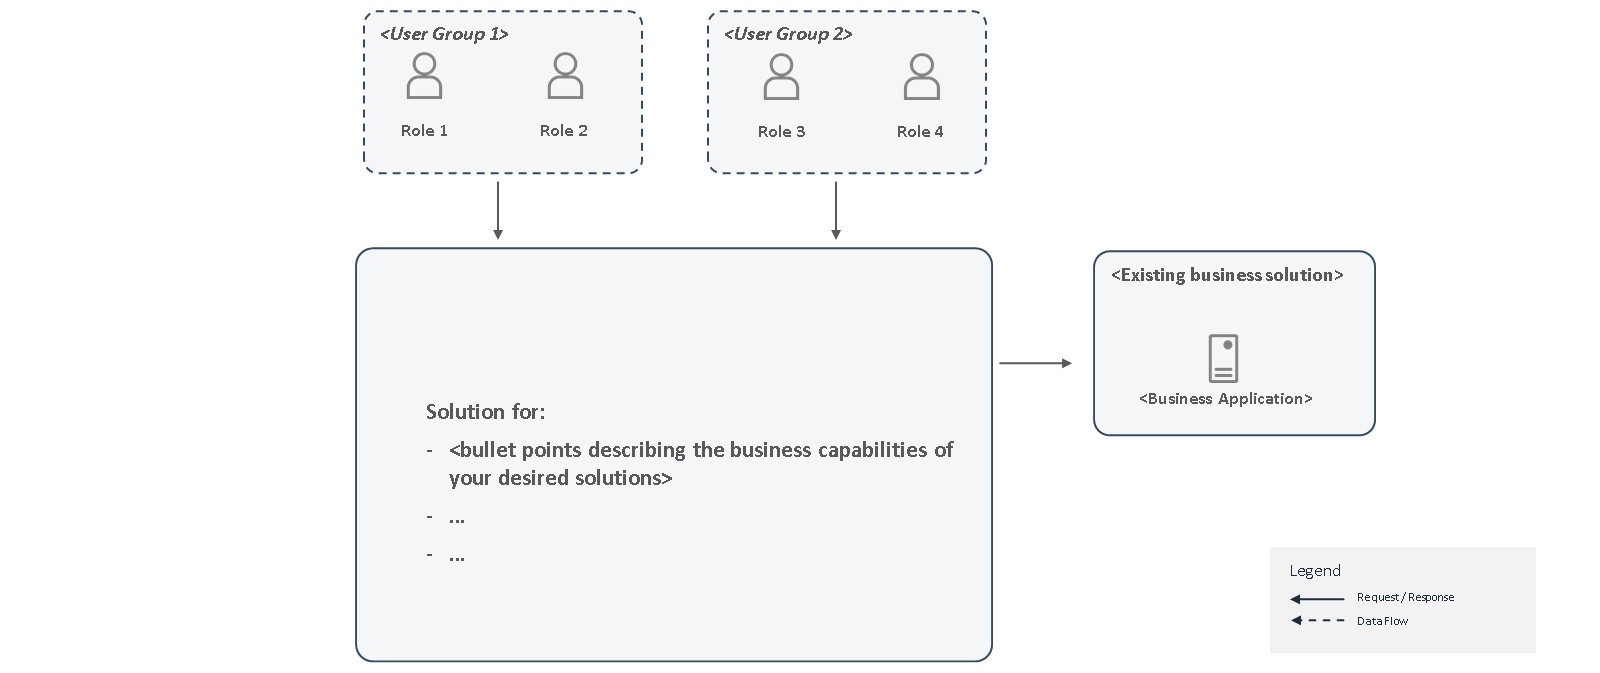 <User Group 1>
Role 1
Role 2
<User Group 2>
Role 3
Role 4
Solution for:
- <bullet points describing the business capabilities of
your desired solutions>
- ...
- ...
<Existing business solution>
<Business Application>
Legend
Request / Response
Data Flow